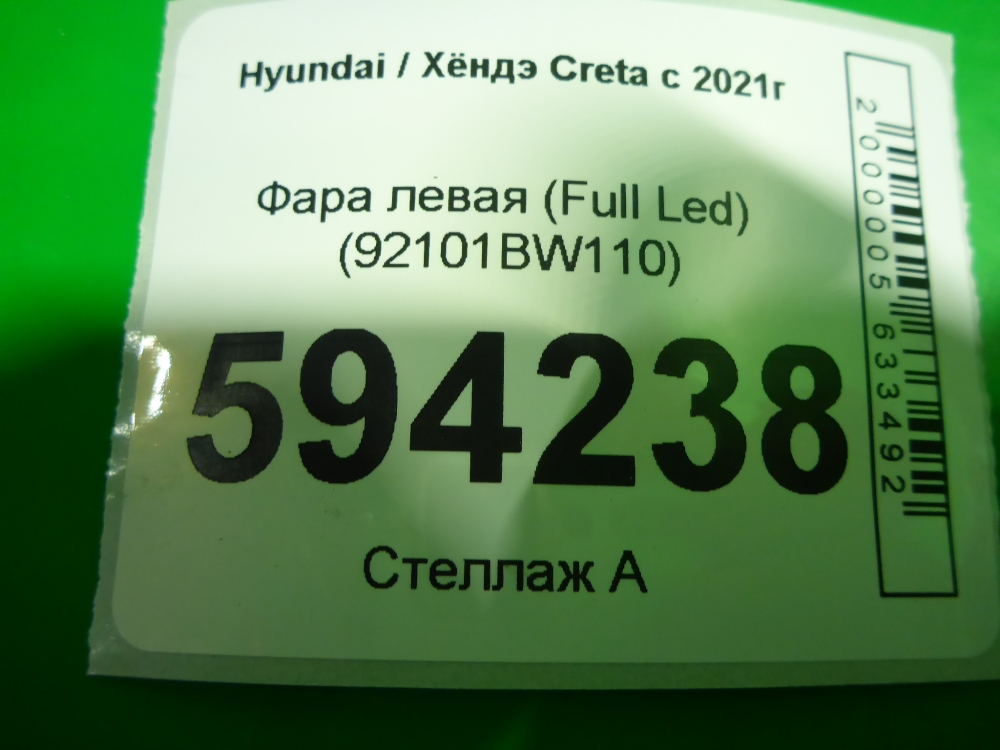 Hyundai / Хёндэ Creta с 2021г
Фара левая (Full Led)
(92101BW110)
594238
Стеллаж А
2000005633492